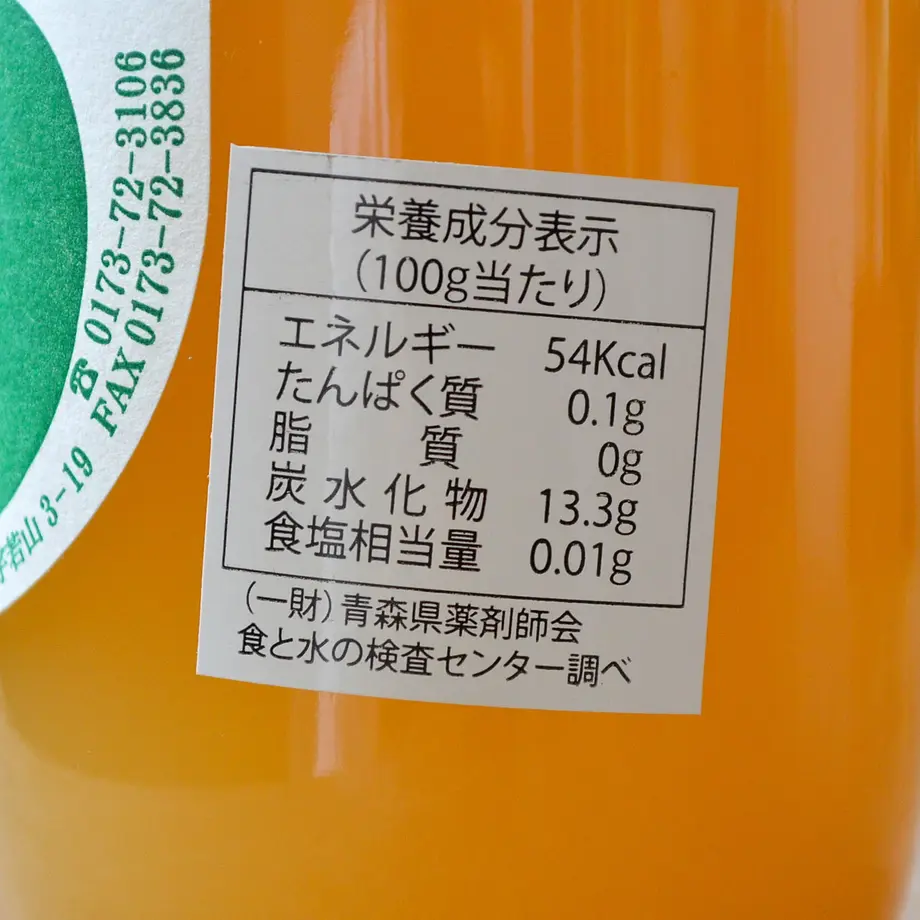 ☎0173-72-3106
FAX0173-72-3836
字若山3-19
栄養成分表示
(100g当たり)
エネルギー 54Kcal
たんぱく質 0.1g
脂質 0g
炭水化物 13.3g
食塩相当量 0.01g
(一財)青森県薬剤師会
食と水の検査センター調べ